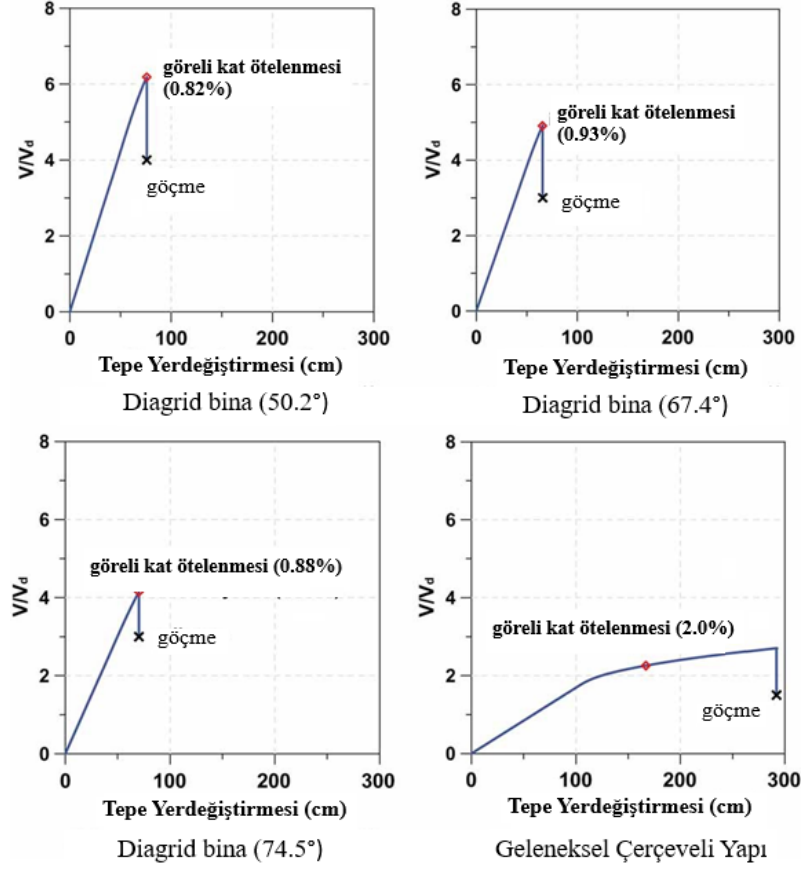 8
6
4
2
0
V/Vd
göreli kat ötelenmesi
(0.82%)
göçme
0
100
200
300
Tepe Yerdeğiştirmesi (cm)
Diagrid bina (50.2°)
8
6
4
2
0
V/Vd
göreli kat ötelenmesi
(0.93%)
göçme
0
100
200
300
Tepe Yerdeğiştirmesi (cm)
Diagrid bina (67.4°)
8
6
4
2
0
V/Vd
göreli kat ötelenmesi (0.88%)
göçme
0
100
200
300
Tepe Yerdeğiştirmesi (cm)
Diagrid bina (74.5°)
8
6
4
2
0
V/Vd
göreli kat ötelenmesi (2.0%)
göçme
0
100
200
300
Tepe Yerdeğiştirmesi (cm)
Geleneksel Çerçeveli Yapı